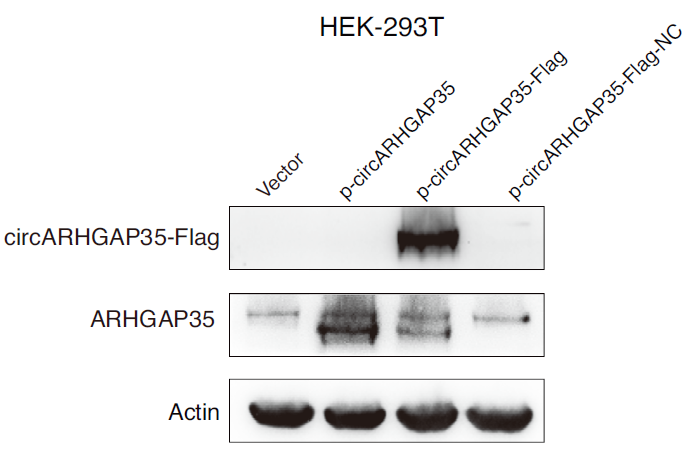 HEK-293T
Vector
p-circARHGAP35
p-circARHGAP35-Flag
p-circARHGAP35-Flag-NC
circARHGAP35-Flag
ARHGAP35
Actin